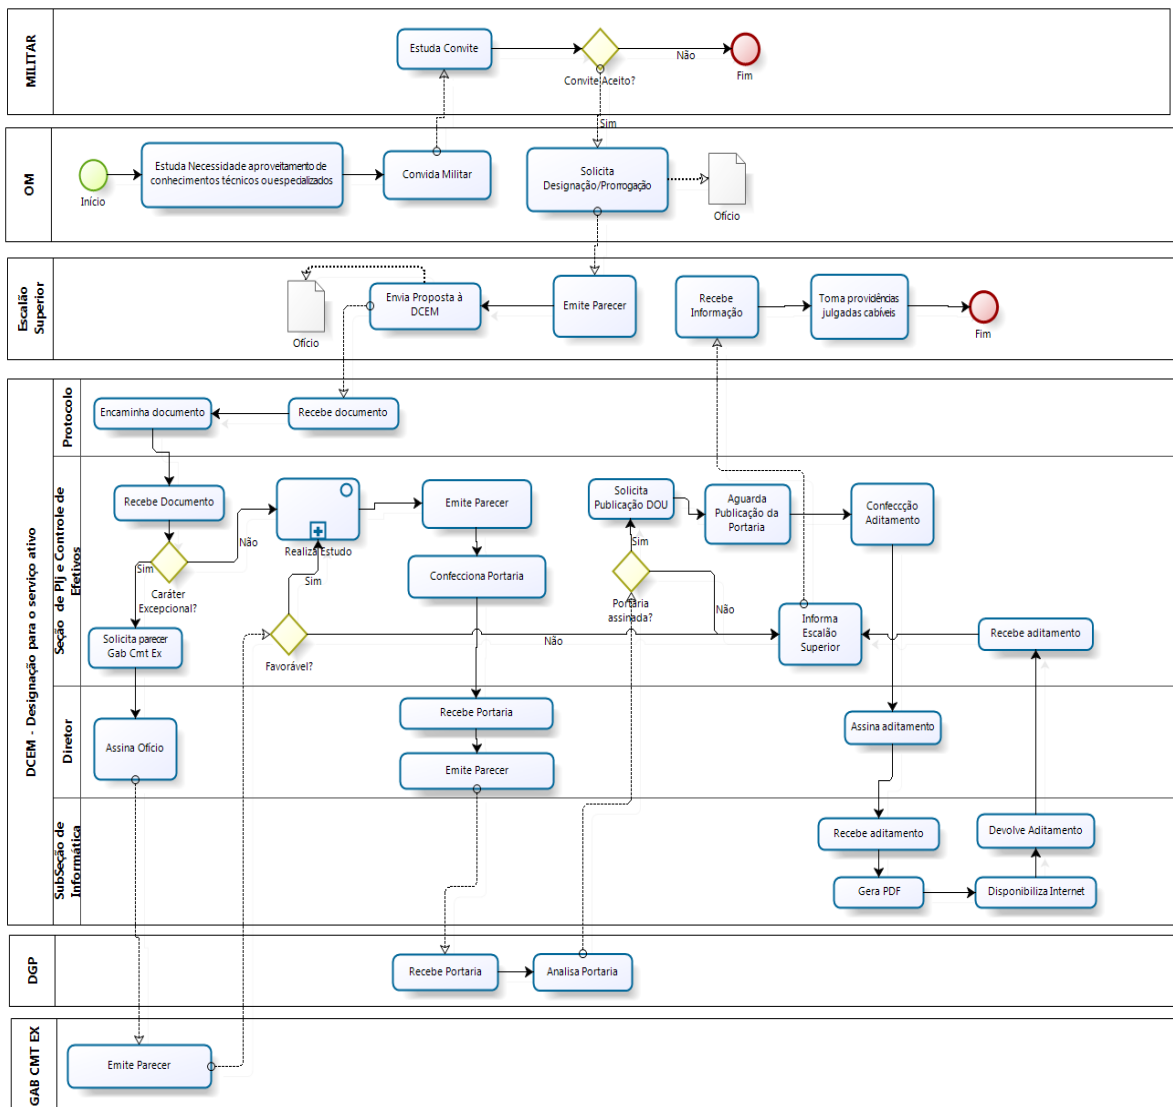 MILITAR
Estuda Convite
Convite Aceito?
Não
Fim
Sim
OM
Início
Estuda Necessidade aproveitamento de
conhecimentos técnicos ou especializados
Convida Militar
Solicita
Designação/Prorrogação
Ofício
Escalão
Superior
Ofício
Envia Proposta à
DCEM
Emite Parecer
Recebe
Informação
Toma providências
julgadas cabíveis
Fim
DCEM - Designação para o serviço ativo
Protocolo
Encaminha documento
Recebe documento
Seção de Plj e Controle de
Efetivos
Recebe Documento
Sim
Não
Caráter
Excepcional?
Solicita parecer
Gab Cmt Ex
Realiza Estudo
Sim
Favorável?
Não
Emite Parecer
Confecciona Portaria
Solicita
Publicação DOU
Sim
Portaria
assinada?
Não
Aguarda
Publicação da
Portaria
Confeccção
Aditamento
Informa
Escalão
Superior
Recebe aditamento
Diretor
Assina Ofício
Recebe Portaria
Emite Parecer
Assina aditamento
SubSeção de
Informática
Recebe aditamento
Gera PDF
Disponibiliza Internet
Devolve Aditamento
DGP
Recebe Portaria
Analisa Portaria
GAB CMT EX
Emite Parecer